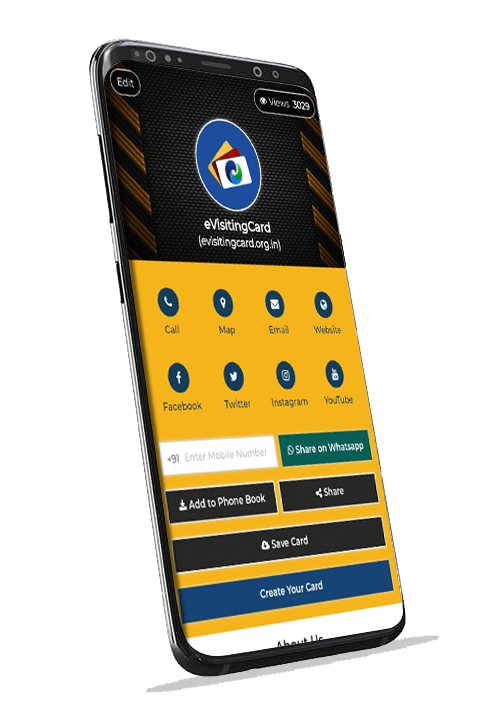 Edit
Views 3029
eVisitingCard
(evisitingcard.org.in)
Call Map Email Website
Facebook Twitter Instagram YouTube
+91 Enter Mobile Number Share on Whatsapp
Add to Phone Book Share
Save Card
Create Your Card
About Us